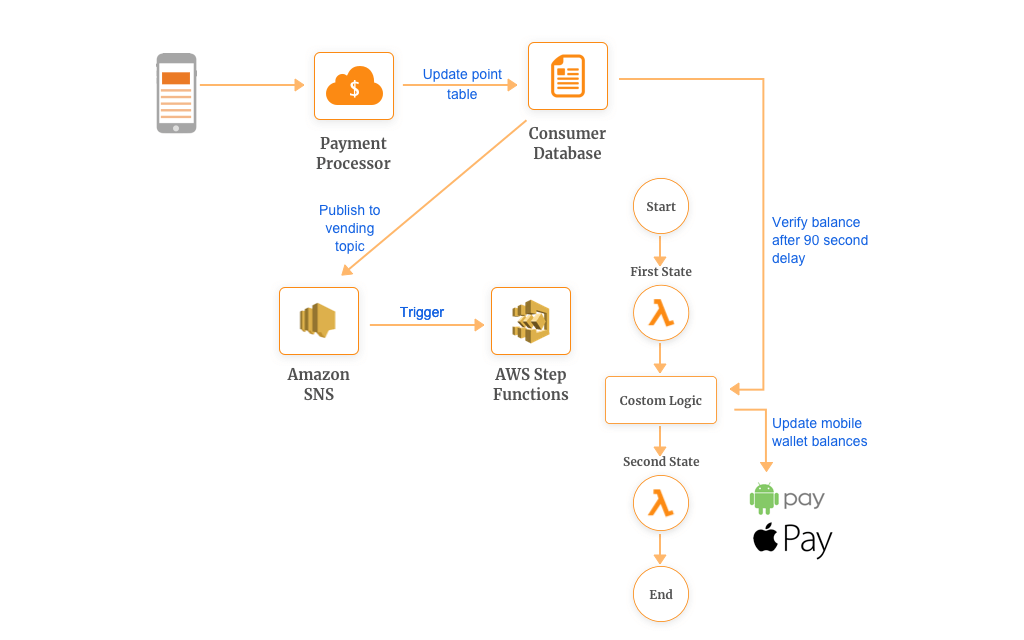 $
Update point
table
Payment
Processor
Consumer
Database
Start
Publish to
vending
topic
Verify balance
after 90 second
delay
First State
Trigger
Amazon
SNS
AWS Step
Functions
Costom Logic
Update mobile
wallet balances
Second State
pay
Pay
End